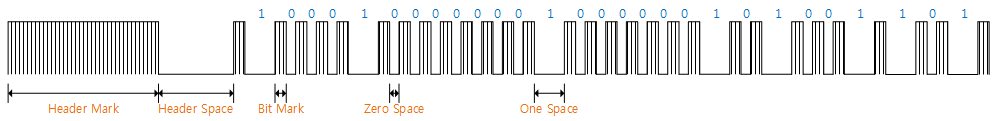 1 0 0 0 1 0 0 0 0 0 0 0 1 0 0 0 0 0 0 1 0 1 0 0 1 1 0 1
Header Mark Header Space Bit Mark Zero Space One Space